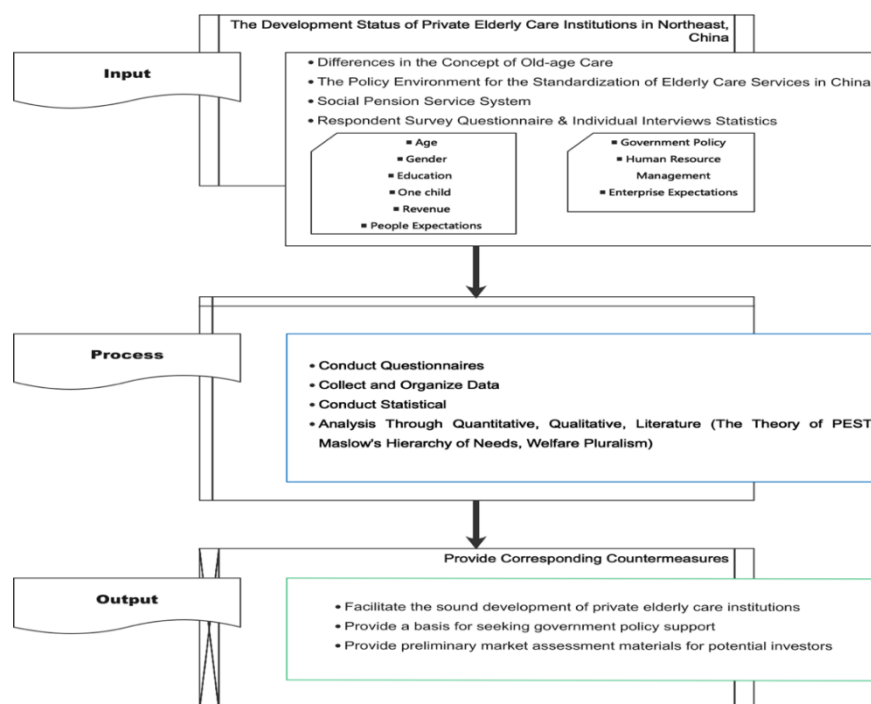 The Development Status of Private Elderly Care Institutions in Northeast,
China
Input
• Differences in the Concept of Old-age Care
• The Policy Environment for the Standardization of Elderly Care Services in China
• Social Pension Service System
• Respondent Survey Questionnaire & Individual Interviews Statistics
■ Age
■ Gender
■ Education
■ One child
■ Revenue
■ People Expectations
■ Government Policy
■ Human Resource
Management
■ Enterprise Expectations
Process
• Conduct Questionnaires
• Collect and Organize Data
• Conduct Statistical
• Analysis Through Quantitative, Qualitative, Literature (The Theory of PEST
Maslow's Hierarchy of Needs, Welfare Pluralism)
Provide Corresponding Countermeasures
Output
• Facilitate the sound development of private elderly care institutions
• Provide a basis for seeking government policy support
• Provide preliminary market assessment materials for potential investors